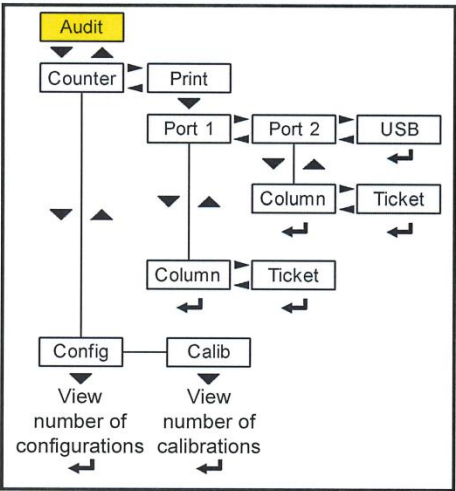 Audit
Counter
Print
Port 1
Port 2
USB
Column
Ticket
Column
Ticket
Config
Calib
View
number of
configurations
View
number of
calibrations